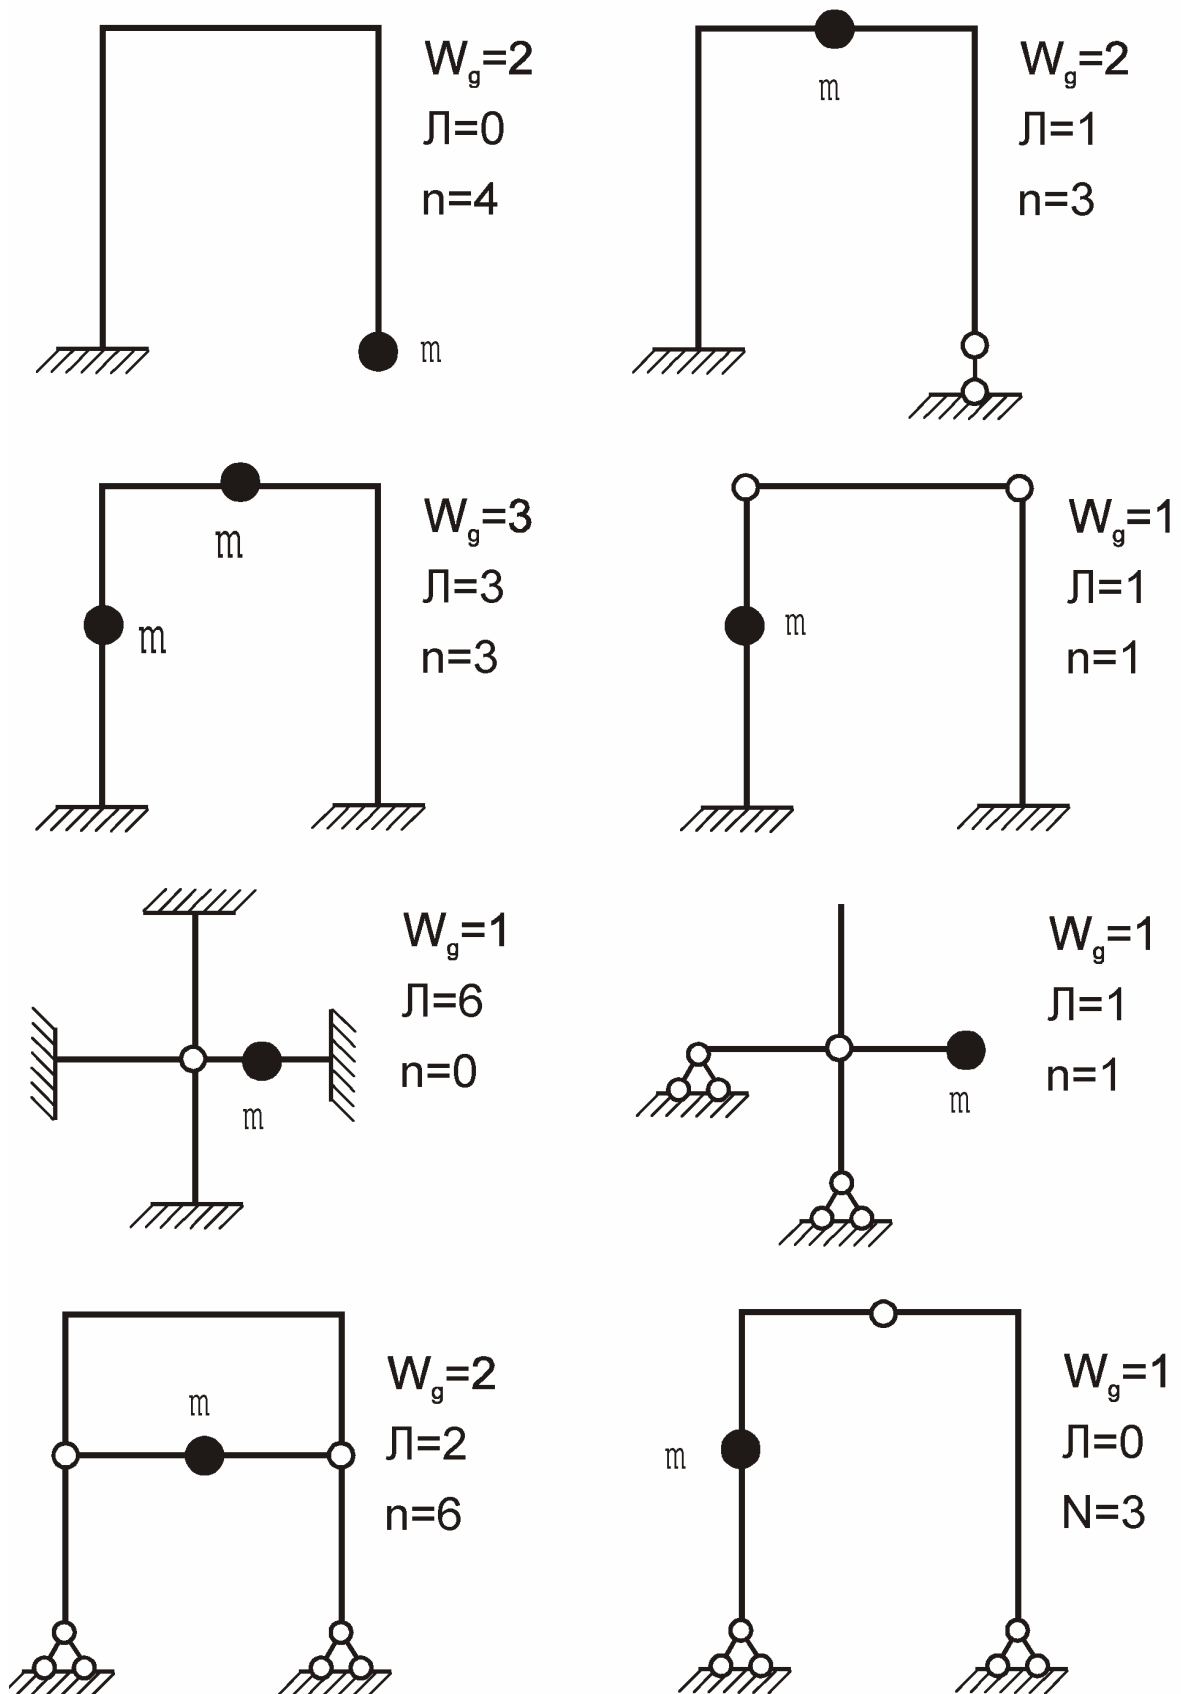 W_g=2
Л=0
n=4
m
W_g=2
Л=1
n=3
m
W_g=3
Л=3
n=3
m
m
W_g=1
Л=1
n=1
m
W_g=1
Л=6
n=0
m
W_g=1
Л=1
n=1
m
W_g=2
Л=2
n=6
m
W_g=1
Л=0
N=3
m